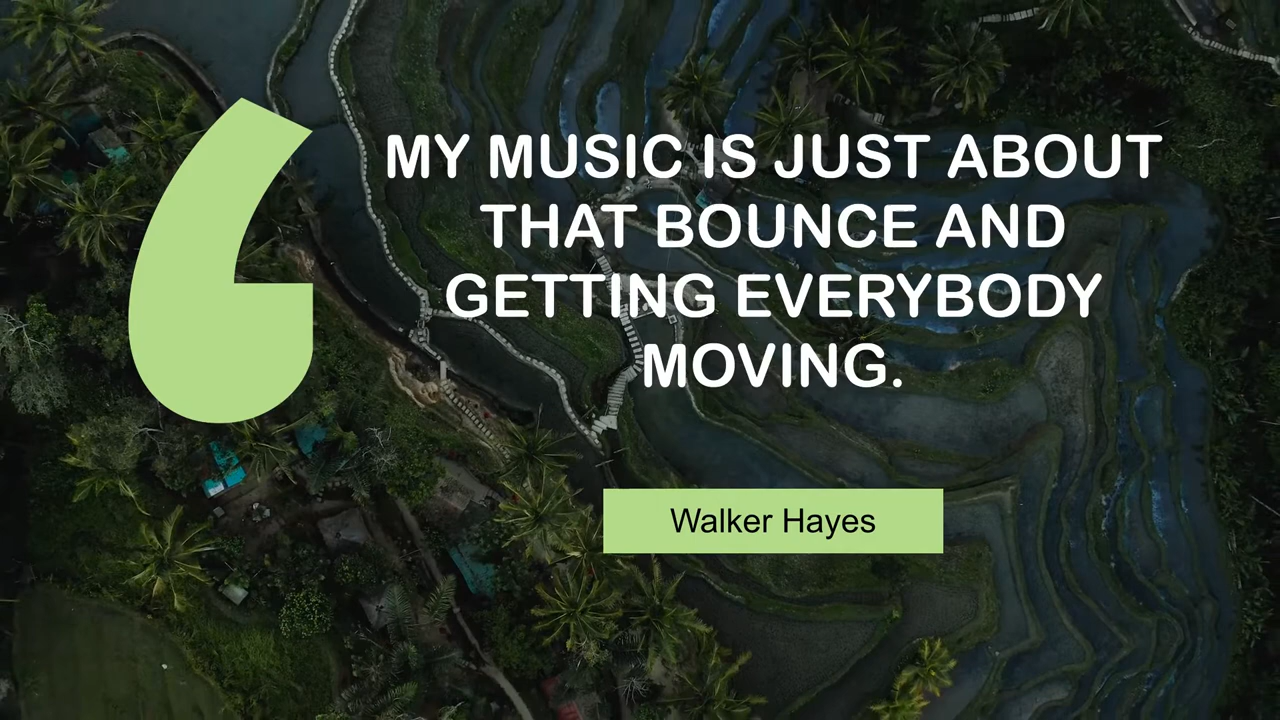 MY MUSIC IS JUST ABOUT
THAT BOUNCE AND
GETTING EVERYBODY
MOVING.
Walker Hayes